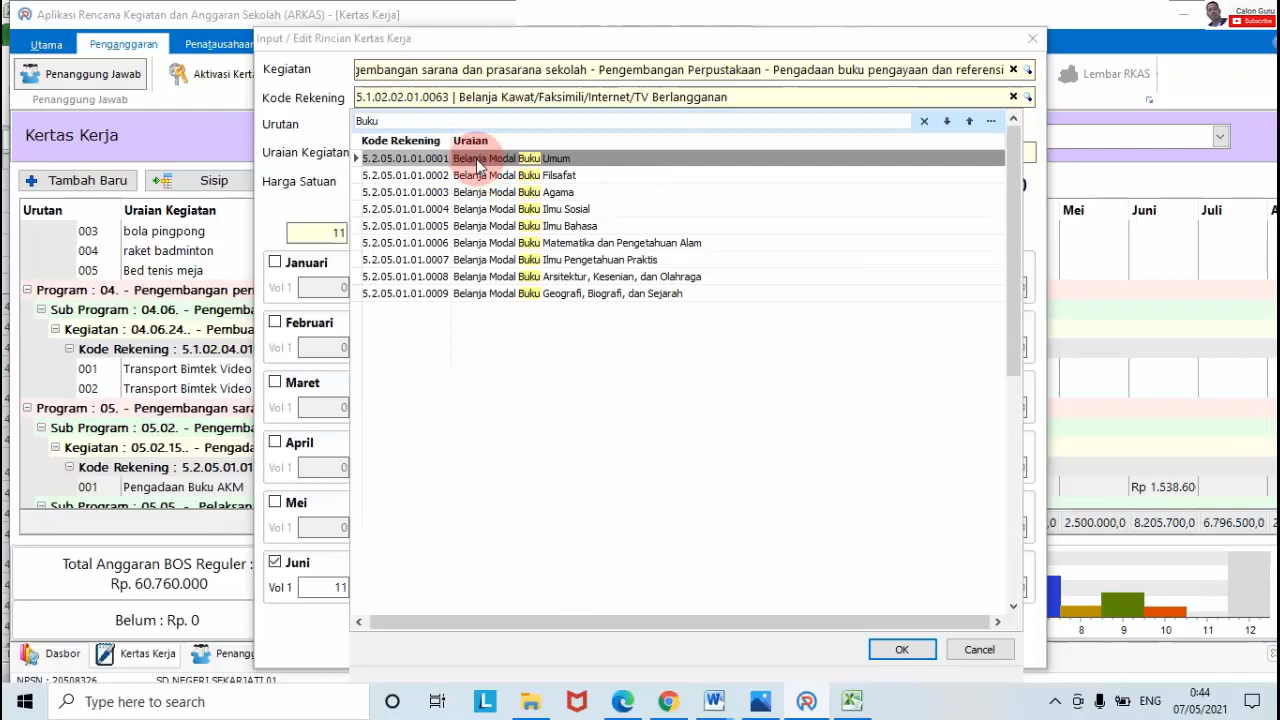 Aplikasi Rencana Kegiatan dan Anggaran Sekolah (ARKAS) - [Kertas Kerja]
Calon Guru
Subscribe
Utama
Penganggaran
Penatausahaan
Input / Edit Rincian Kertas Kerja
Penanggung Jawab
Aktivasi Kert
Lembar RKAS
Penanggung Jawab
Kegiatan
gembangan sarana dan prasarana sekolah - Pengembangan Perpustakaan - Pengadaan buku pengayaan dan referensi
Kode Rekening
5.1.02.02.01.0063 | Belanja Kawat/Faksimili/Internet/TV Berlangganan
Kertas Kerja
Urutan
Buku
Kode Rekening Uraian
Uraian Kegiatan
5.2.05.01.01.0001 Belanja Modal Buku Umum
5.2.05.01.01.0002 Belanja Modal Buku Filsafat
Harga Satuan
5.2.05.01.01.0003 Belanja Modal Buku Agama
5.2.05.01.01.0004 Belanja Modal Buku Ilmu Sosial
5.2.05.01.01.0005 Belanja Modal Buku Ilmu Bahasa
5.2.05.01.01.0006 Belanja Modal Buku Matematika dan Pengetahuan Alam
5.2.05.01.01.0007 Belanja Modal Buku Ilmu Pengetahuan Praktis
5.2.05.01.01.0008 Belanja Modal Buku Arsitektur, Kesenian, dan Olahraga
5.2.05.01.01.0009 Belanja Modal Buku Geografi, Biografi, dan Sejarah
Tambah Baru
Sisip
Urutan Uraian Kegiatan
Mei Juni Juli A
003 bola pingpong
004 raket badminton
005 Bed tenis meja
Program : 04. - Pengembangan pen
Sub Program : 04.06. - Pengemb
Kegiatan : 04.06.24.. - Pembua
Kode Rekening : 5.1.02.04.01
001 Transport Bimtek Video
002 Transport Bimtek Video
Program : 05. - Pengembangan sara
Sub Program : 05.02. - Pengemba
Kegiatan : 05.02.15.. - Pengada
Kode Rekening : 5.2.05.01.01
001 Pengadaan Buku AKM
Rp 1.538.60
Sub Program : 05.05. - Pelaksan
,0 2.500.000,0 8.205.700,0 6.796.500,0 2
11
Januari
Vol 1 0
Februari
Vol 1 0
Maret
Vol 1 0
April
Vol 1 0
Mei
Vol 1 0
Juni
Vol 1 11
Total Anggaran BOS Reguler :
Rp. 60.760.000
Belum : Rp. 0
8 9 10 11 12
OK
Cancel
Dasbor
Kertas Kerja
Penangg
NPSN : 20508326
SD NEGERI SEKARJATI 01
Type here to search
ENG
0:44
07/05/2021